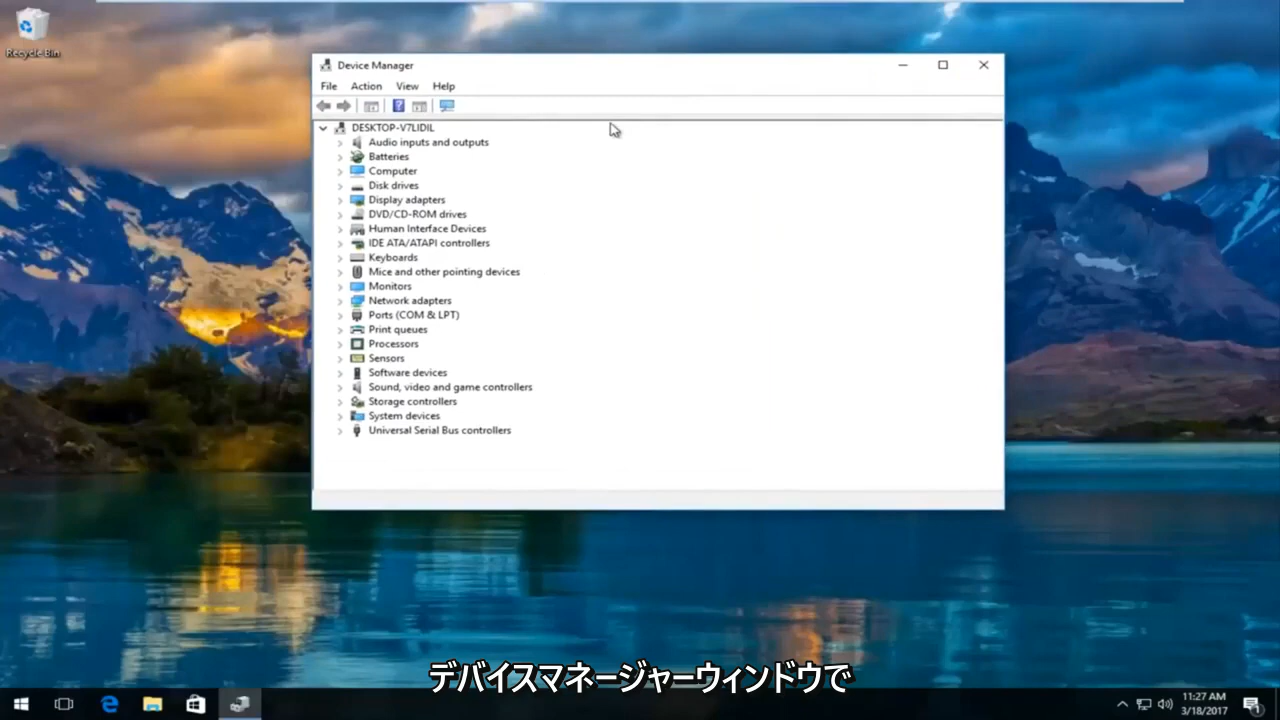 Recycle Bin
Device Manager
File Action View Help
DESKTOP-V7LIDIL
Audio inputs and outputs
Batteries
Computer
Disk drives
Display adapters
DVD/CD-ROM drives
Human Interface Devices
IDE ATA/ATAPI controllers
Keyboards
Mice and other pointing devices
Monitors
Network adapters
Ports (COM & LPT)
Print queues
Processors
Sensors
Software devices
Sound, video and game controllers
Storage controllers
System devices
Universal Serial Bus controllers
デバイスマネージャーウィンドウで
11:27 AM
3/18/2017
1